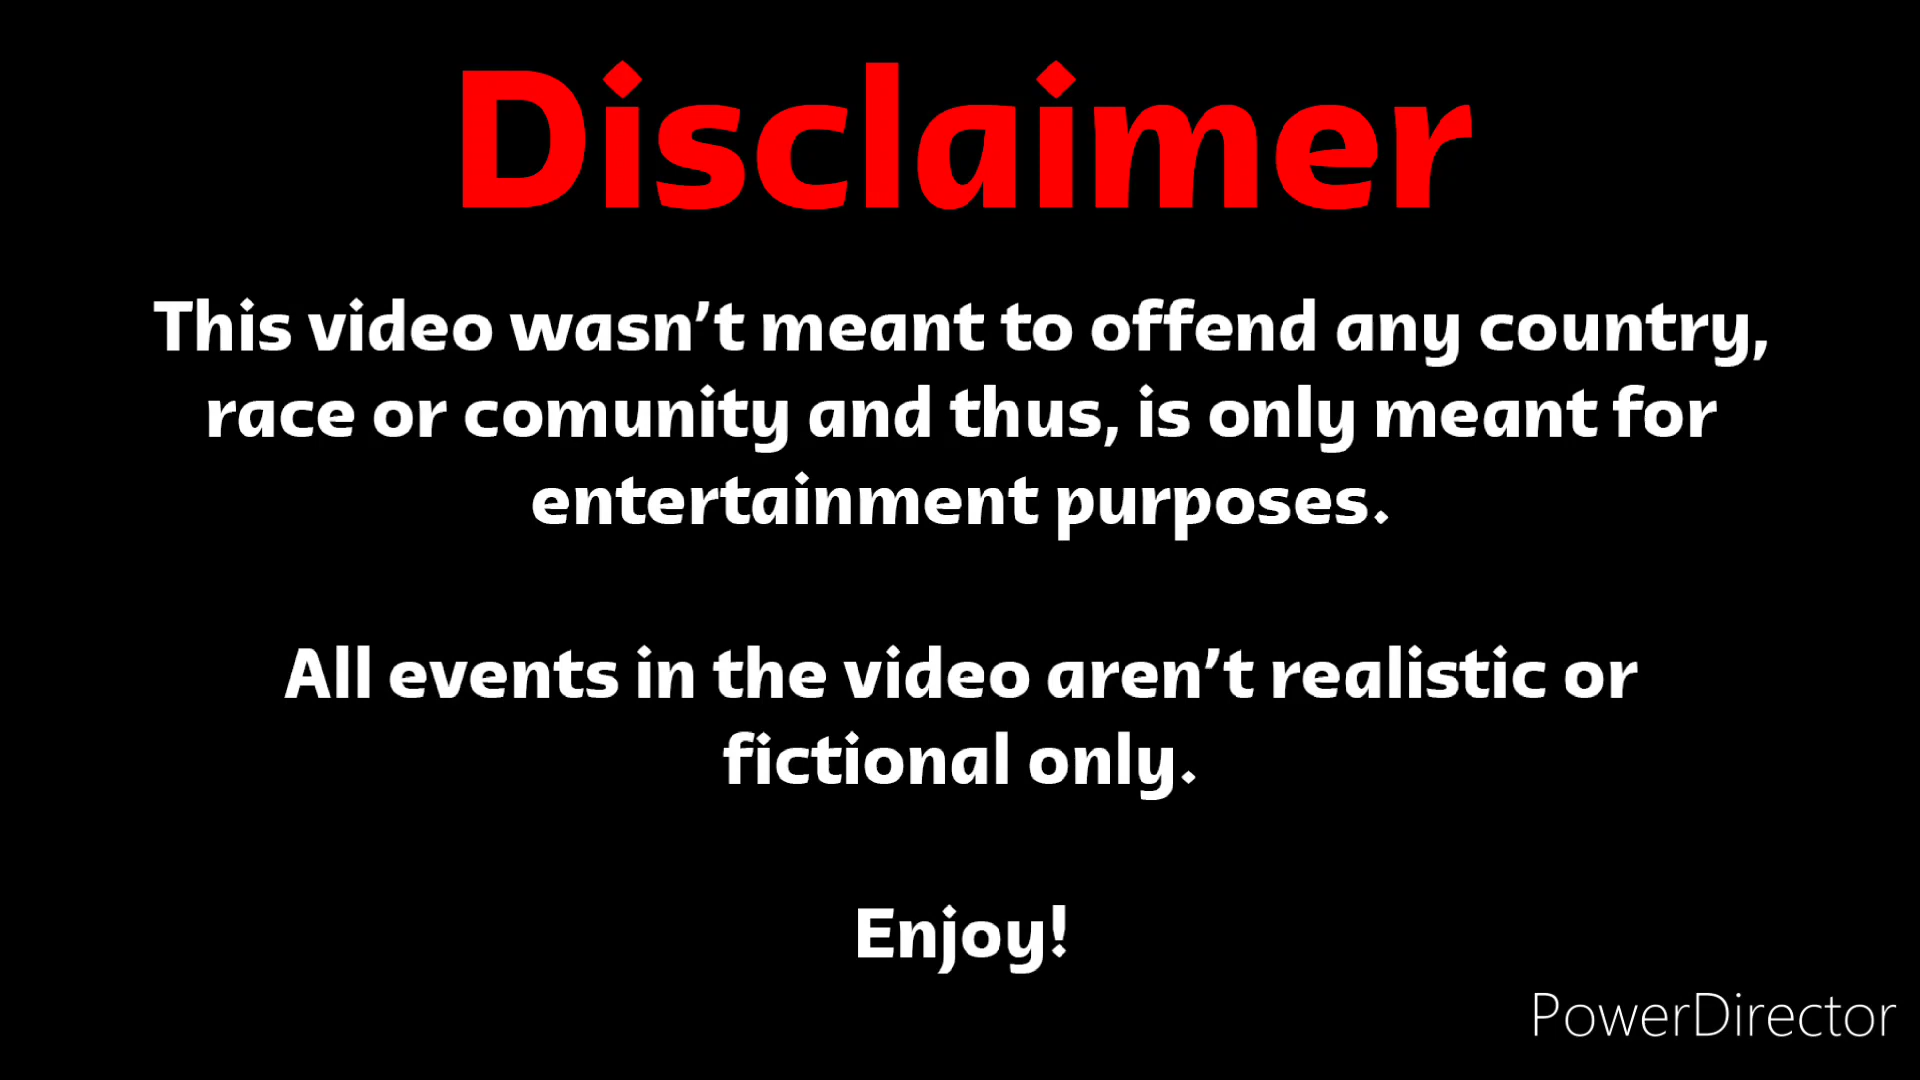 Disclaimer
This video wasn't meant to offend any country,
race or comunity and thus, is only meant for
entertainment purposes.
All events in the video aren't realistic or
fictional only.
Enjoy!
PowerDirector